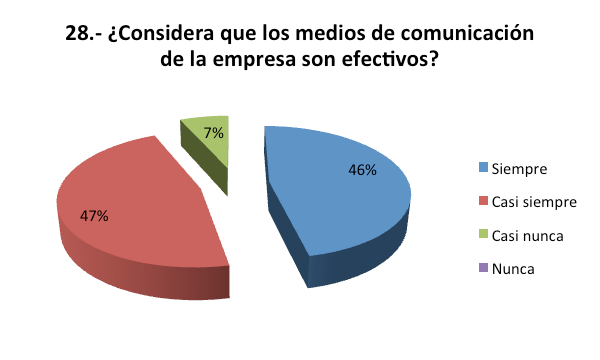 28.- ¿Considera que los medios de comunicación
de la empresa son efectivos?
7%
46%
47%
Siempre
Casi siempre
Casi nunca
Nunca